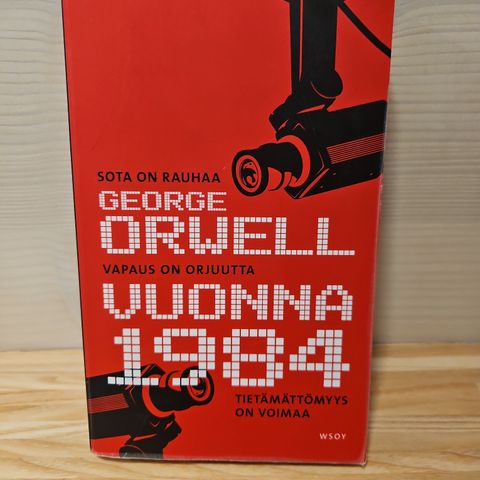 SOTA ON RAUHAA
GEORGE
ORWELL
VAPAUS ON ORJUUTTA
VUONNA
1984
TIETÄMÄTTÖMYYS
ON VOIMAA
WSOY